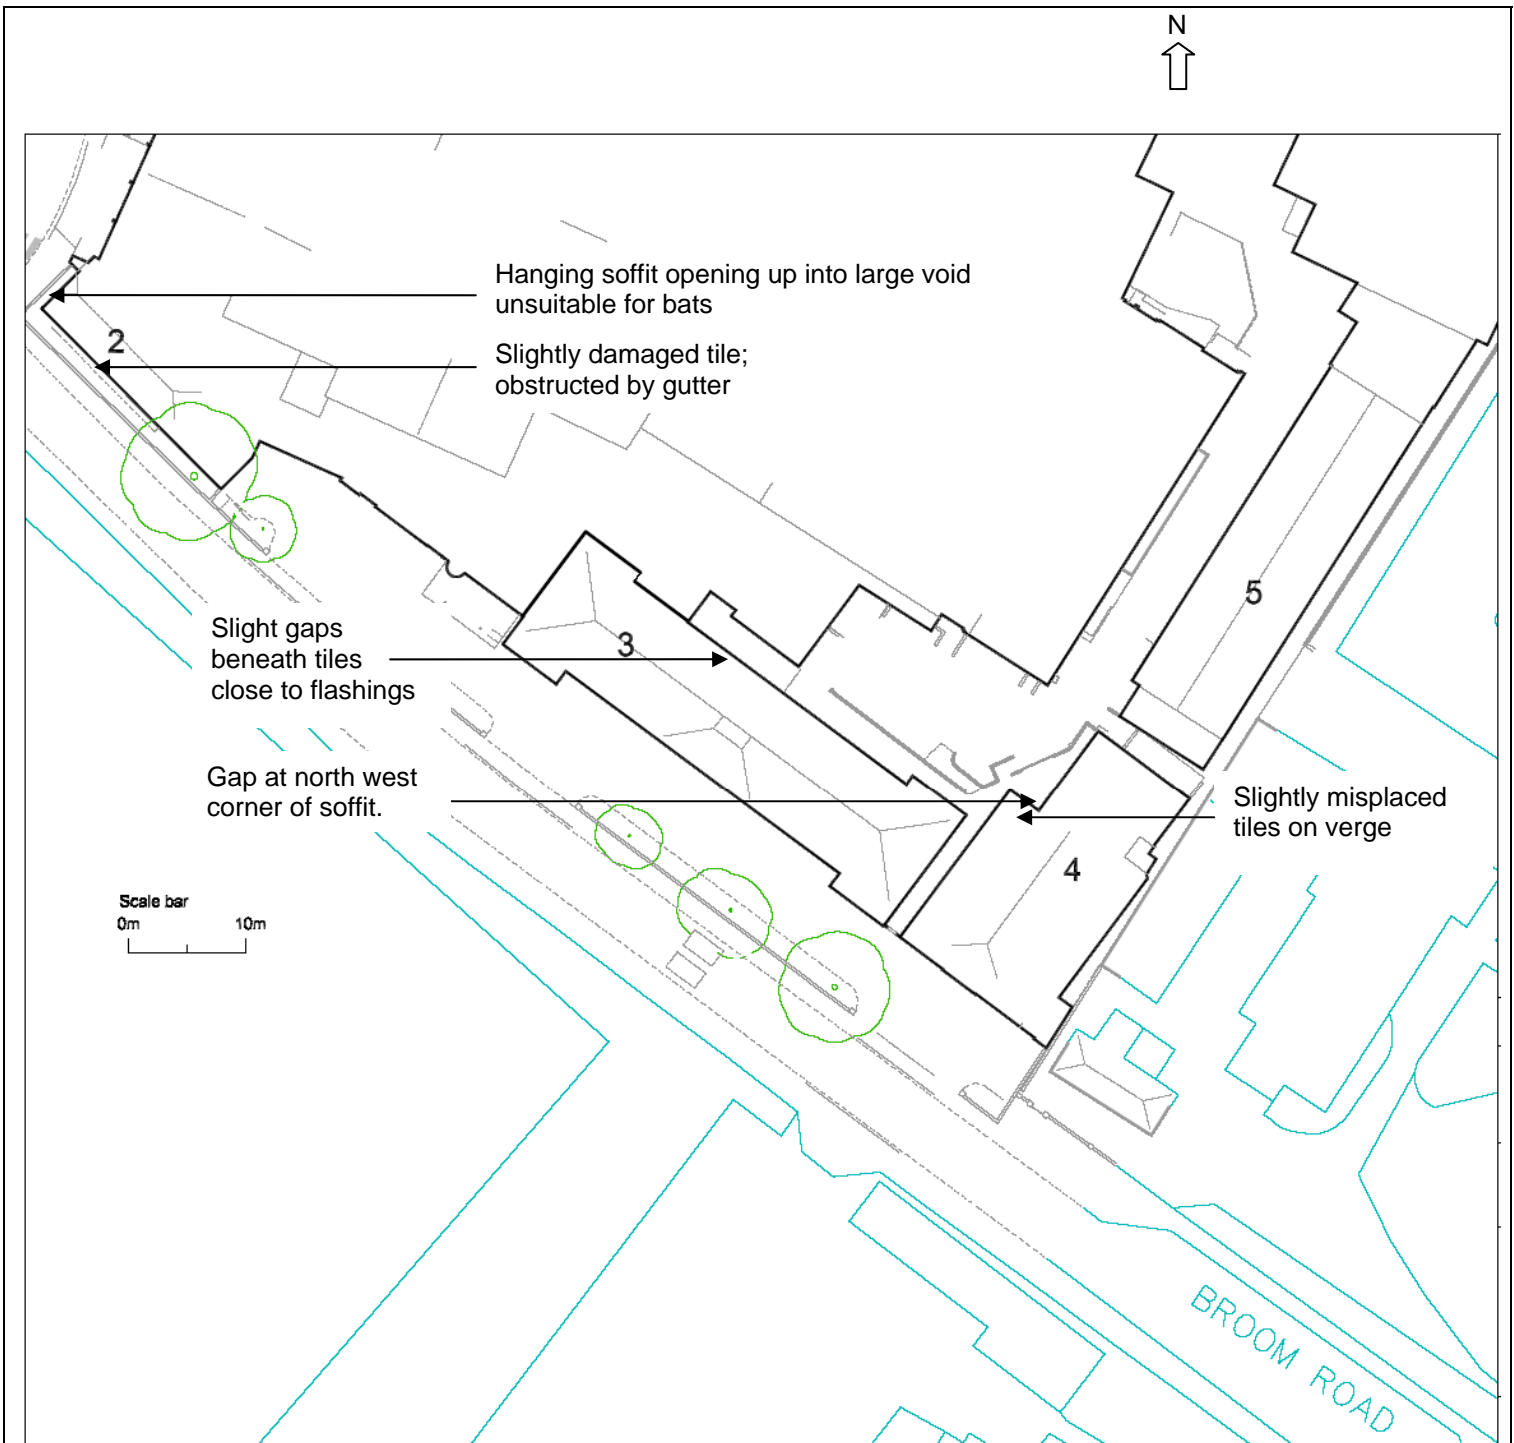 N
Hanging soffit opening up into large void
unsuitable for bats
2
Slightly damaged tile;
obstructed by gutter
5
Slight gaps
beneath tiles
close to flashings
3
Gap at north west
corner of soffit.
Slightly misplaced
tiles on verge
4
Scale bar
0m 10m
BROOM ROAD